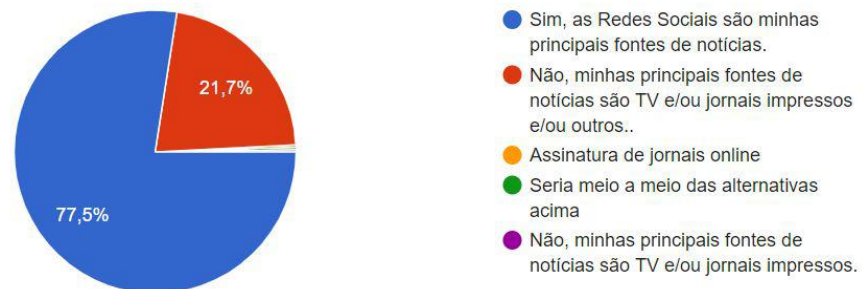 21,7%
77,5%
Sim, as Redes Sociais são minhas
principais fontes de notícias.
Não, minhas principais fontes de
notícias são TV e/ou jornais impressos
e/ou outros..
Assinatura de jornais online
Seria meio a meio das alternativas
acima
Não, minhas principais fontes de
notícias são TV e/ou jornais impressos.